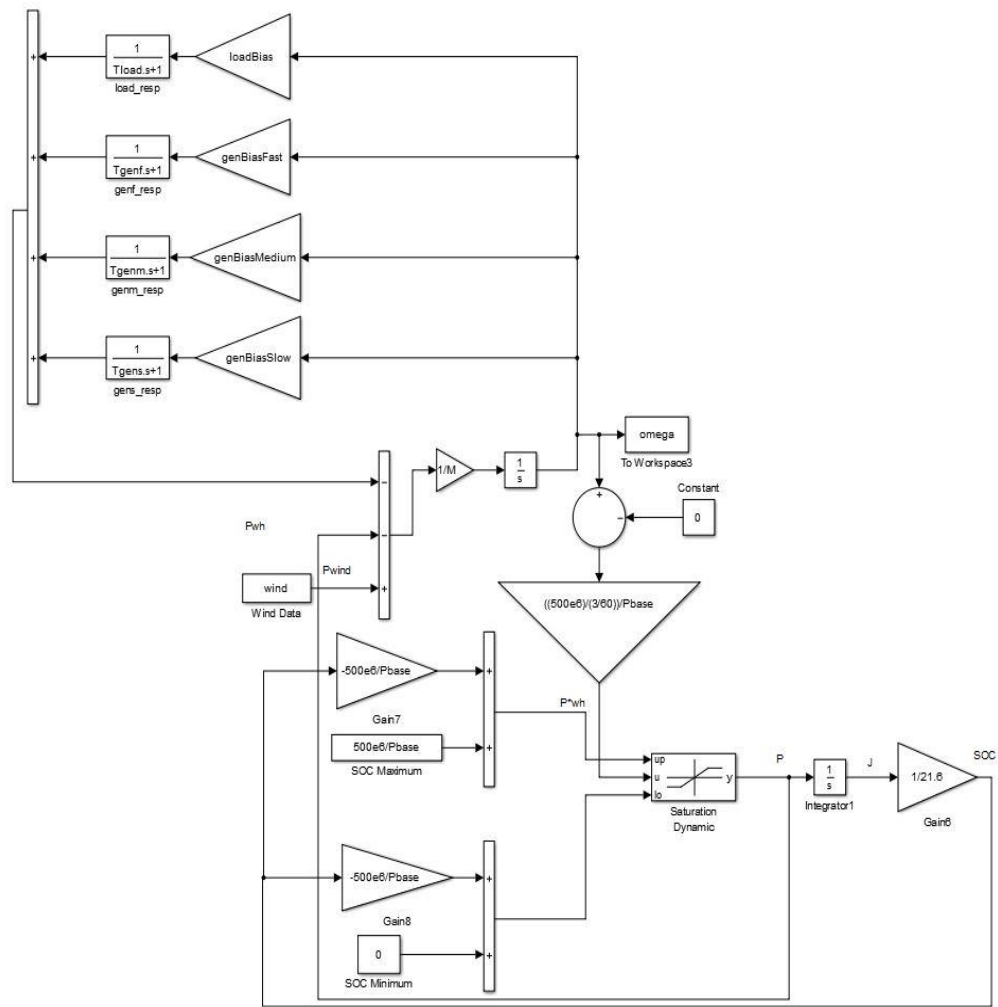 +
1
Tload.s+1
load_resp
loadBias
+
1
Tgenf.s+1
genf_resp
genBiasFast
+
1
Tgenm.s+1
genm_resp
genBiasMedium
+
1
Tgens.s+1
gens_resp
genBiasSlow
omega
To Workspace3
1/M
1
s
−
+
Constant
−
0
Pwh
−
Pwind
wind
+
Wind Data
((500e6)/(3/60))/Pbase
-500e6/Pbase
+
Gain7
P*wh
500e6/Pbase
+
SOC Maximum
up
u
lo
y
Saturation
Dynamic
P
1
s
Integrator1
J
1/21.6
Gain6
SOC
-500e6/Pbase
+
Gain8
0
+
SOC Minimum